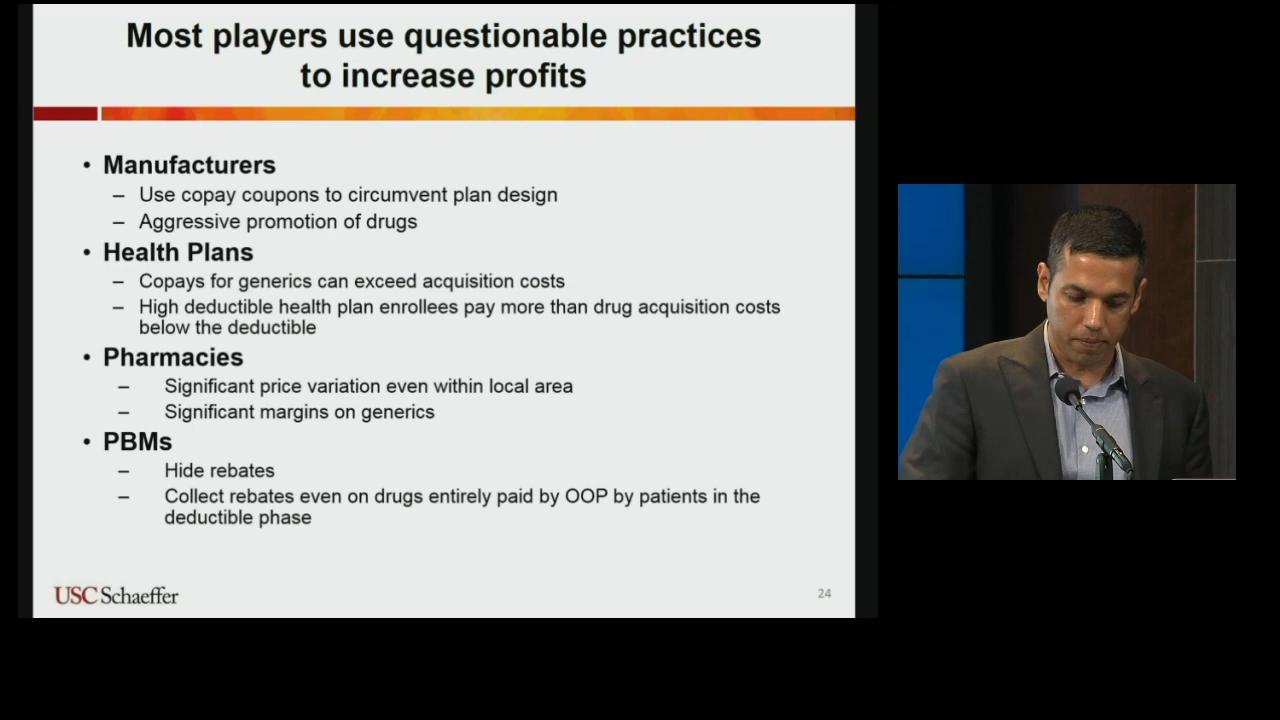 Most players use questionable practices
to increase profits
• Manufacturers
– Use copay coupons to circumvent plan design
– Aggressive promotion of drugs
• Health Plans
– Copays for generics can exceed acquisition costs
– High deductible health plan enrollees pay more than drug acquisition costs
below the deductible
• Pharmacies
– Significant price variation even within local area
– Significant margins on generics
• PBMs
– Hide rebates
– Collect rebates even on drugs entirely paid by OOP by patients in the
deductible phase
USC Schaeffer
24